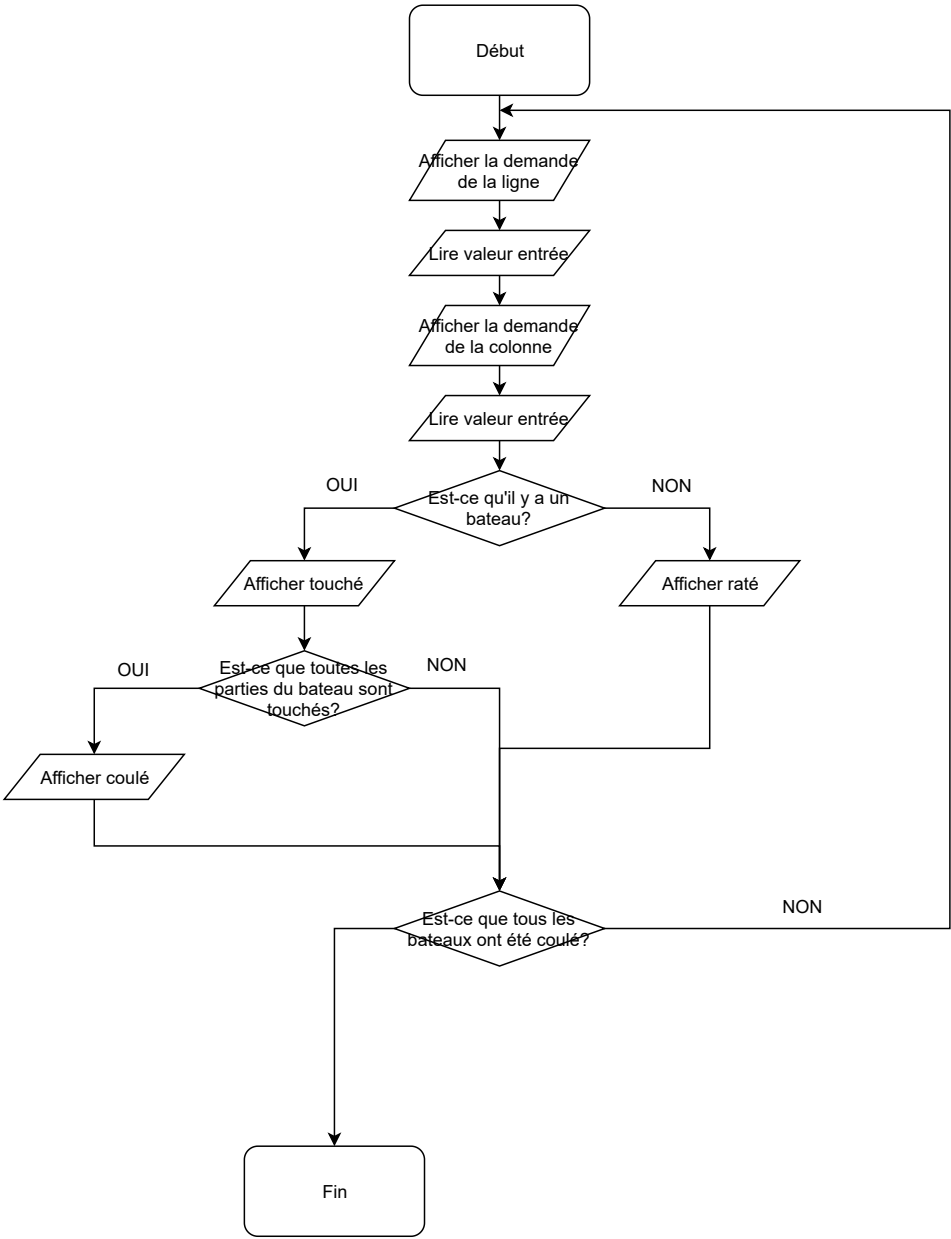 Début
Afficher la demande
de la ligne
Lire valeur entrée
Afficher la demande
de la colonne
Lire valeur entrée
OUI
NON
Est-ce qu'il y a un
bateau?
Afficher touché
Afficher raté
OUI
NON
Est-ce que toutes les
parties du bateau sont
touchés?
Afficher coulé
NON
Est-ce que tous les
bateaux ont été coulé?
Fin